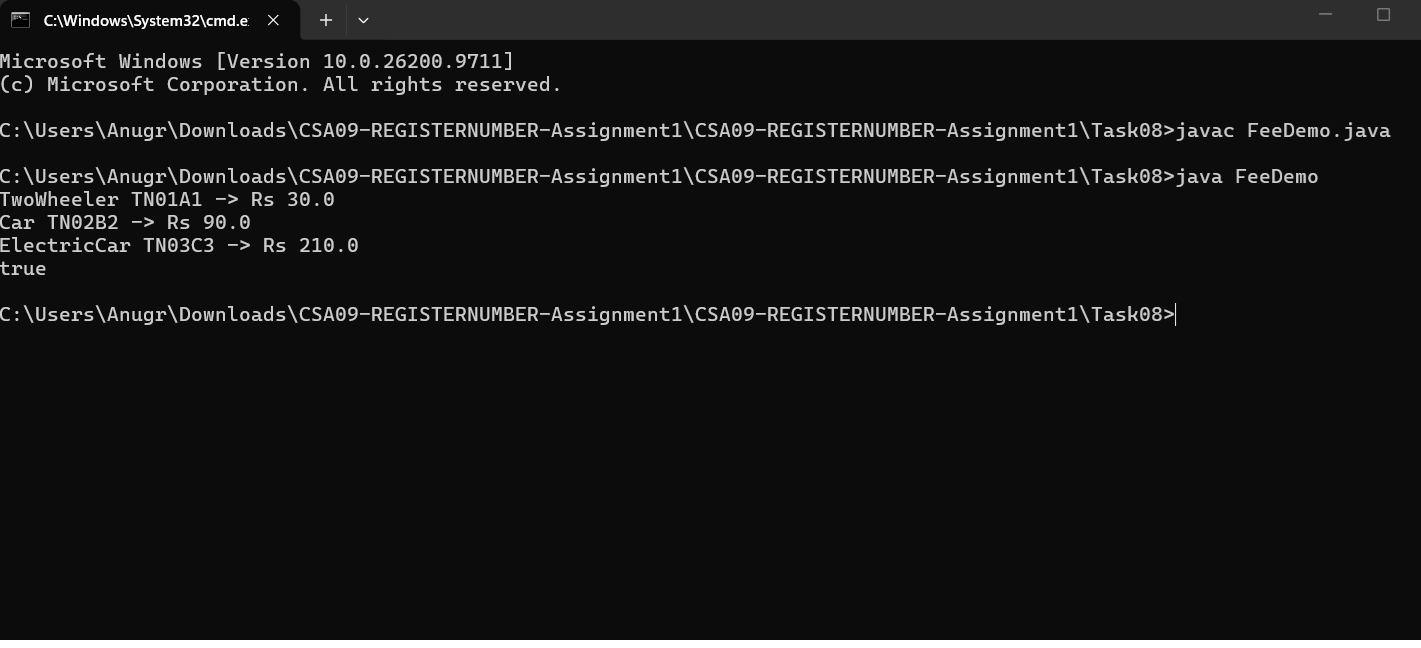 C:\Windows\System32\cmd.e
Microsoft Windows [Version 10.0.26200.9711]
(c) Microsoft Corporation. All rights reserved.
C:\Users\Anugr\Downloads\CSA09-REGISTERNUMBER-Assignment1\CSA09-REGISTERNUMBER-Assignment1\Task08>javac FeeDemo.java
C:\Users\Anugr\Downloads\CSA09-REGISTERNUMBER-Assignment1\CSA09-REGISTERNUMBER-Assignment1\Task08>java FeeDemo
TwoWheeler TN01A1 -> Rs 30.0
Car TN02B2 -> Rs 90.0
ElectricCar TN03C3 -> Rs 210.0
true
C:\Users\Anugr\Downloads\CSA09-REGISTERNUMBER-Assignment1\CSA09-REGISTERNUMBER-Assignment1\Task08>